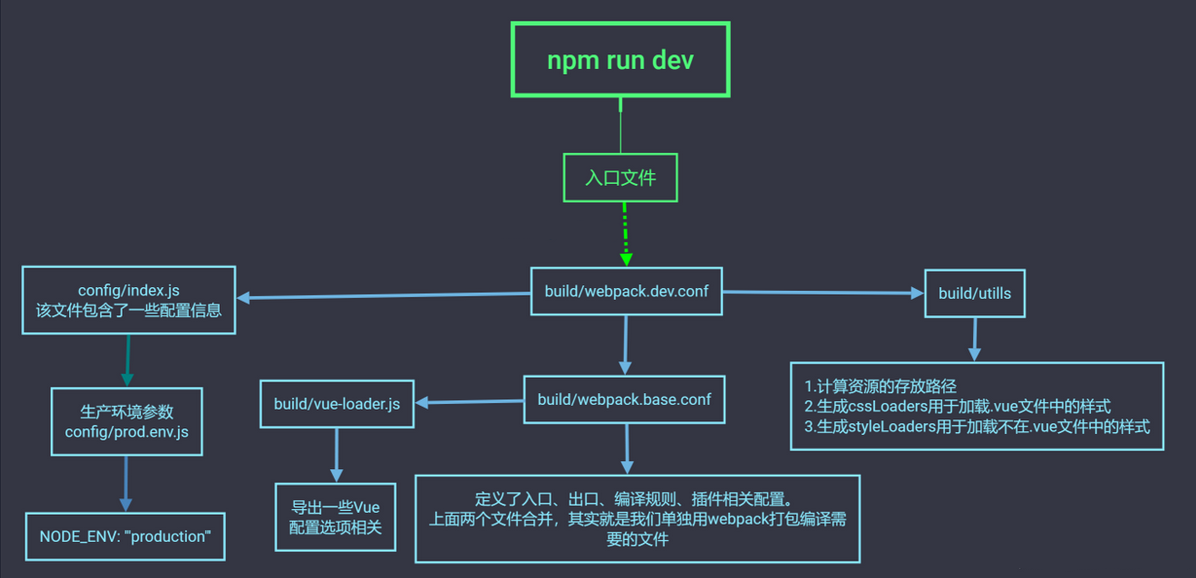 npm run dev
入口文件
config/index.js
该文件包含了一些配置信息
build/webpack.dev.conf
build/utills
生产环境参数
config/prod.env.js
build/vue-loader.js
build/webpack.base.conf
1.计算资源的存放路径
2.生成cssLoaders用于加载.vue文件中的样式
3.生成styleLoaders用于加载不在.vue文件中的样式
NODE_ENV: '"production"'
导出一些Vue
配置选项相关
定义了入口、出口、编译规则、插件相关配置。
上面两个文件合并，其实就是我们单独用webpack打包编译需
要的文件